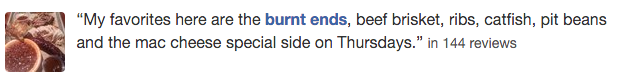 “My favorites here are the burnt ends, beef brisket, ribs, catfish, pit beans
and the mac cheese special side on Thursdays.” in 144 reviews